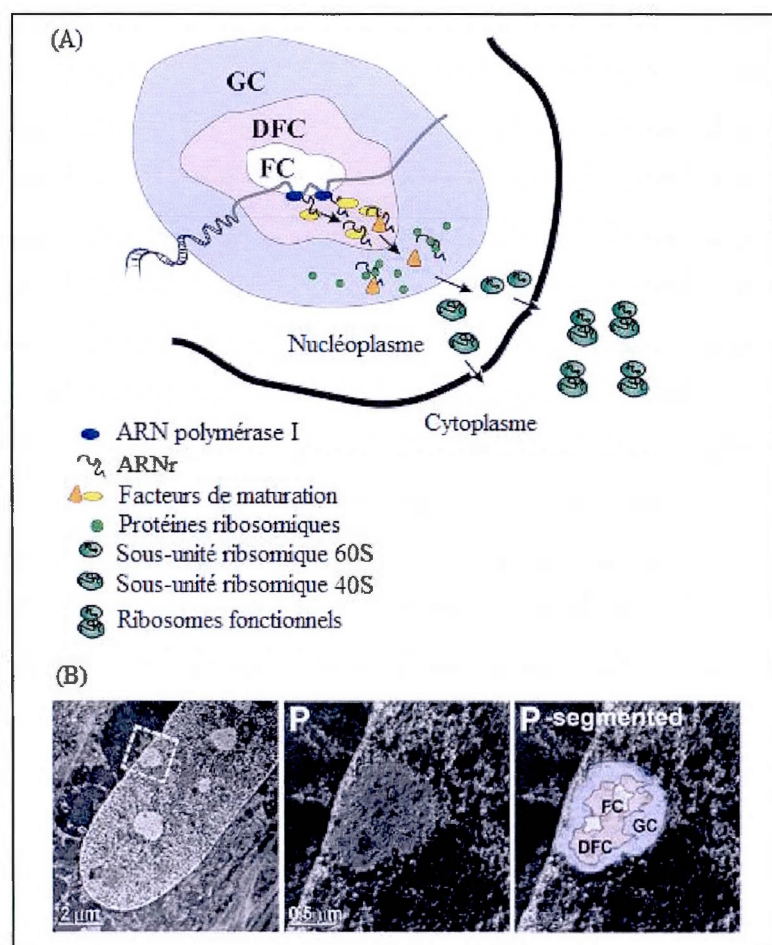 (A)
GC
DFC
FC
Nucléoplasme
Cytoplasme
ARN polymérase I
ARNr
Facteurs de maturation
Protéines ribosomiques
Sous-unité ribsomique 60S
Sous-unité ribsomique 40S
Ribosomes fonctionnels
(B)
2 µm
P
0.5 µm
P-segmented
FC
GC
DFC